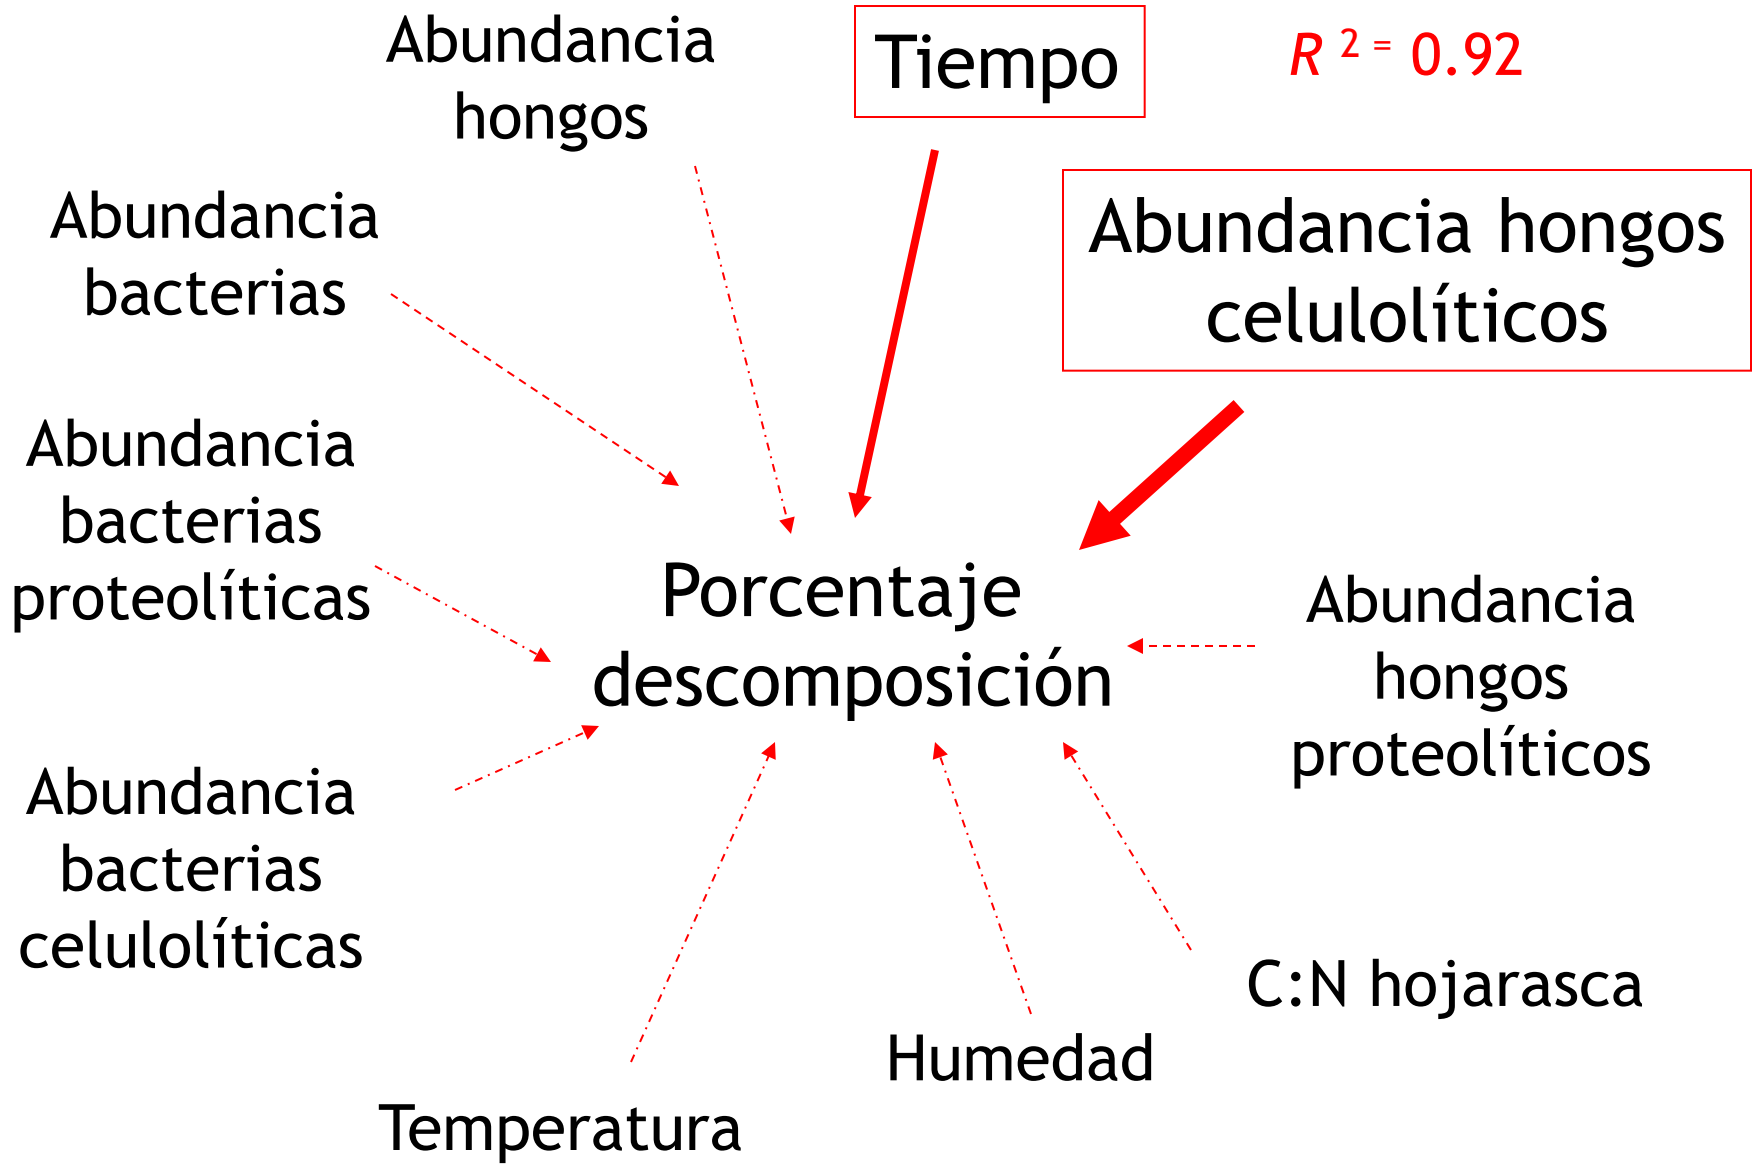 Abundancia
hongos
Tiempo
R 2 = 0.92
Abundancia
bacterias
Abundancia hongos
celulolíticos
Abundancia
bacterias
proteolíticas
Porcentaje
descomposición
Abundancia
hongos
proteolíticos
Abundancia
bacterias
celulolíticas
C:N hojarasca
Humedad
Temperatura